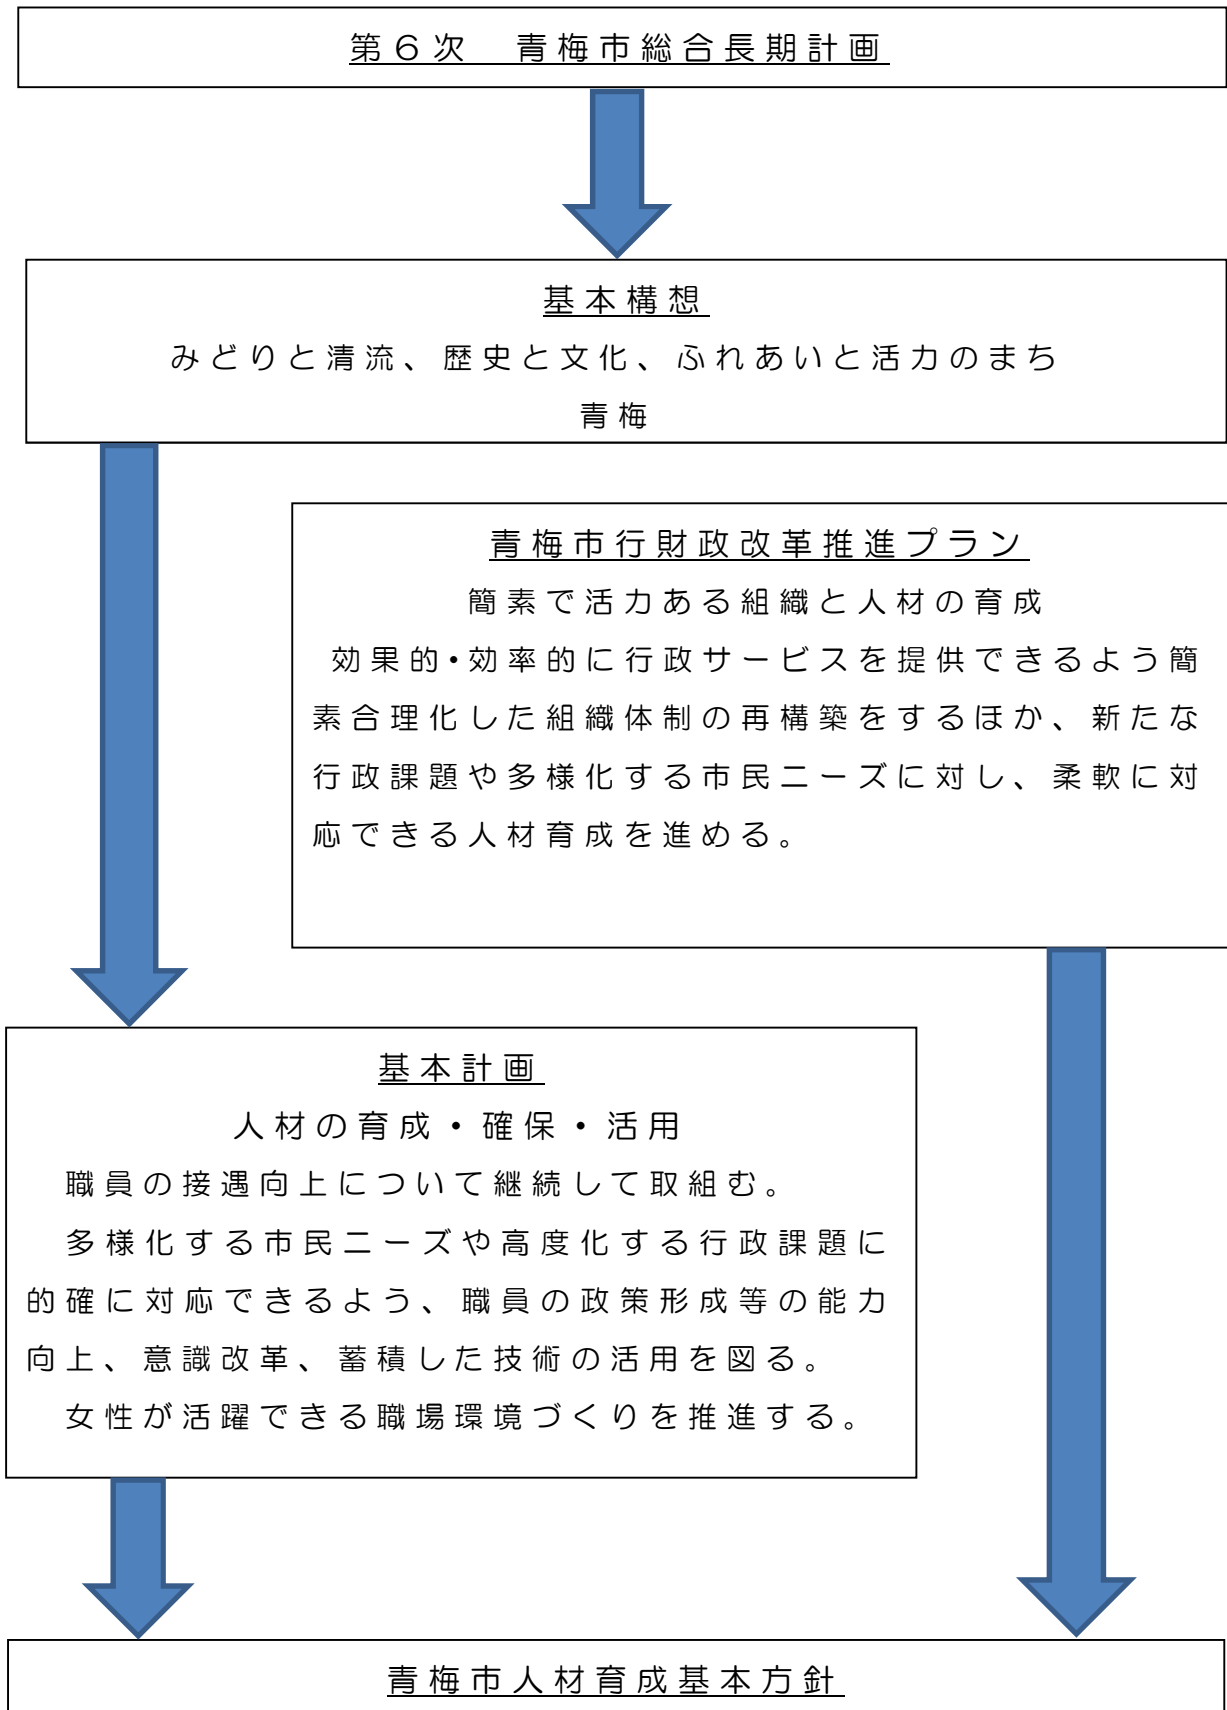 第６次　青梅市総合長期計画
基本構想
みどりと清流、歴史と文化、ふれあいと活力のまち
青梅
青梅市行財政改革推進プラン
簡素で活力ある組織と人材の育成
効果的・効率的に行政サービスを提供できるよう簡
素合理化した組織体制の再構築をするほか、新たな
行政課題や多様化する市民ニーズに対し、柔軟に対
応できる人材育成を進める。
基本計画
人材の育成・確保・活用
職員の接遇向上について継続して取組む。
多様化する市民ニーズや高度化する行政課題に
的確に対応できるよう、職員の政策形成等の能力
向上、意識改革、蓄積した技術の活用を図る。
女性が活躍できる職場環境づくりを推進する。
青梅市人材育成基本方針